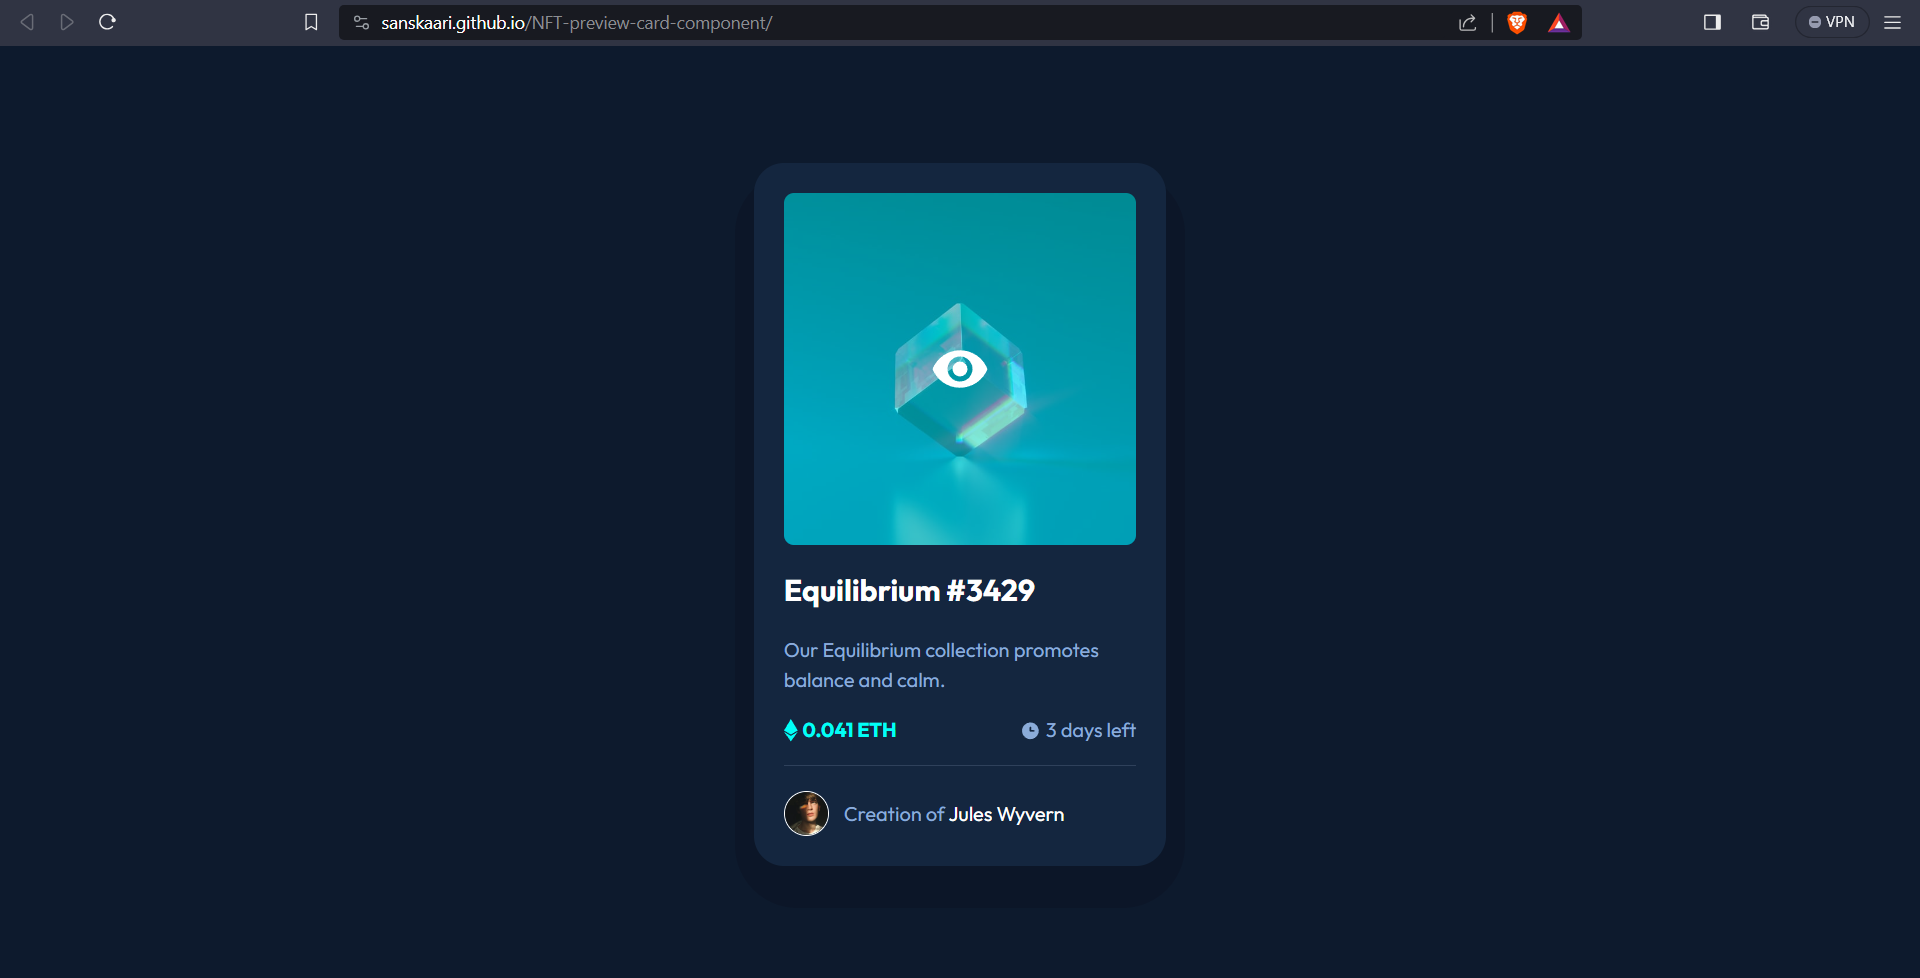 sanskaari.github.io/NFT-preview-card-component/
VPN
Equilibrium #3429
Our Equilibrium collection promotes
balance and calm.
0.041 ETH
3 days left
Creation of Jules Wyvern